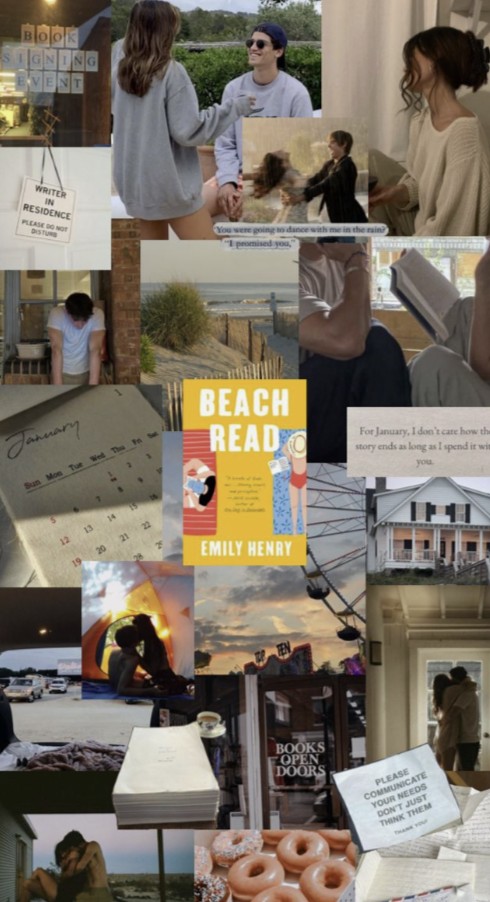 BOOK
SIGNING
EVENT
WRITER
IN
RESIDENCE
PLEASE DO NOT
DISTURB
You were going to dance with me in the rain?
"I promised you,"
January
Sun Mon Tue Wed Thu Fri
BEACH
READ
EMILY HENRY
For January, I don't care how the
story ends as long as I spend it with
you.
BOOKS
OPEN
DOORS
PLEASE
COMMUNICATE
YOUR NEEDS
DON'T JUST
THINK THEM
THANK YOU!